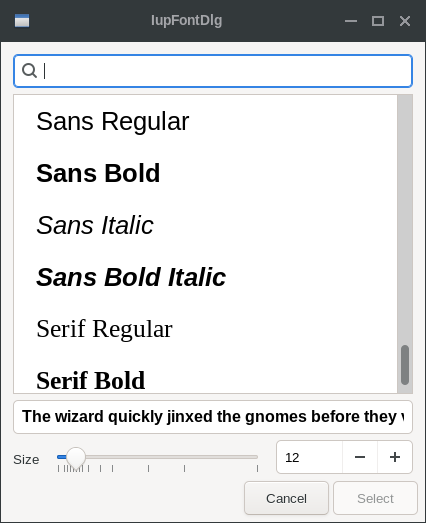 IupFontDlg
Sans Regular
Sans Bold
Sans Italic
Sans Bold Italic
Serif Regular
Serif Bold
The wizard quickly jinxed the gnomes before they
Size
12
Cancel
Select